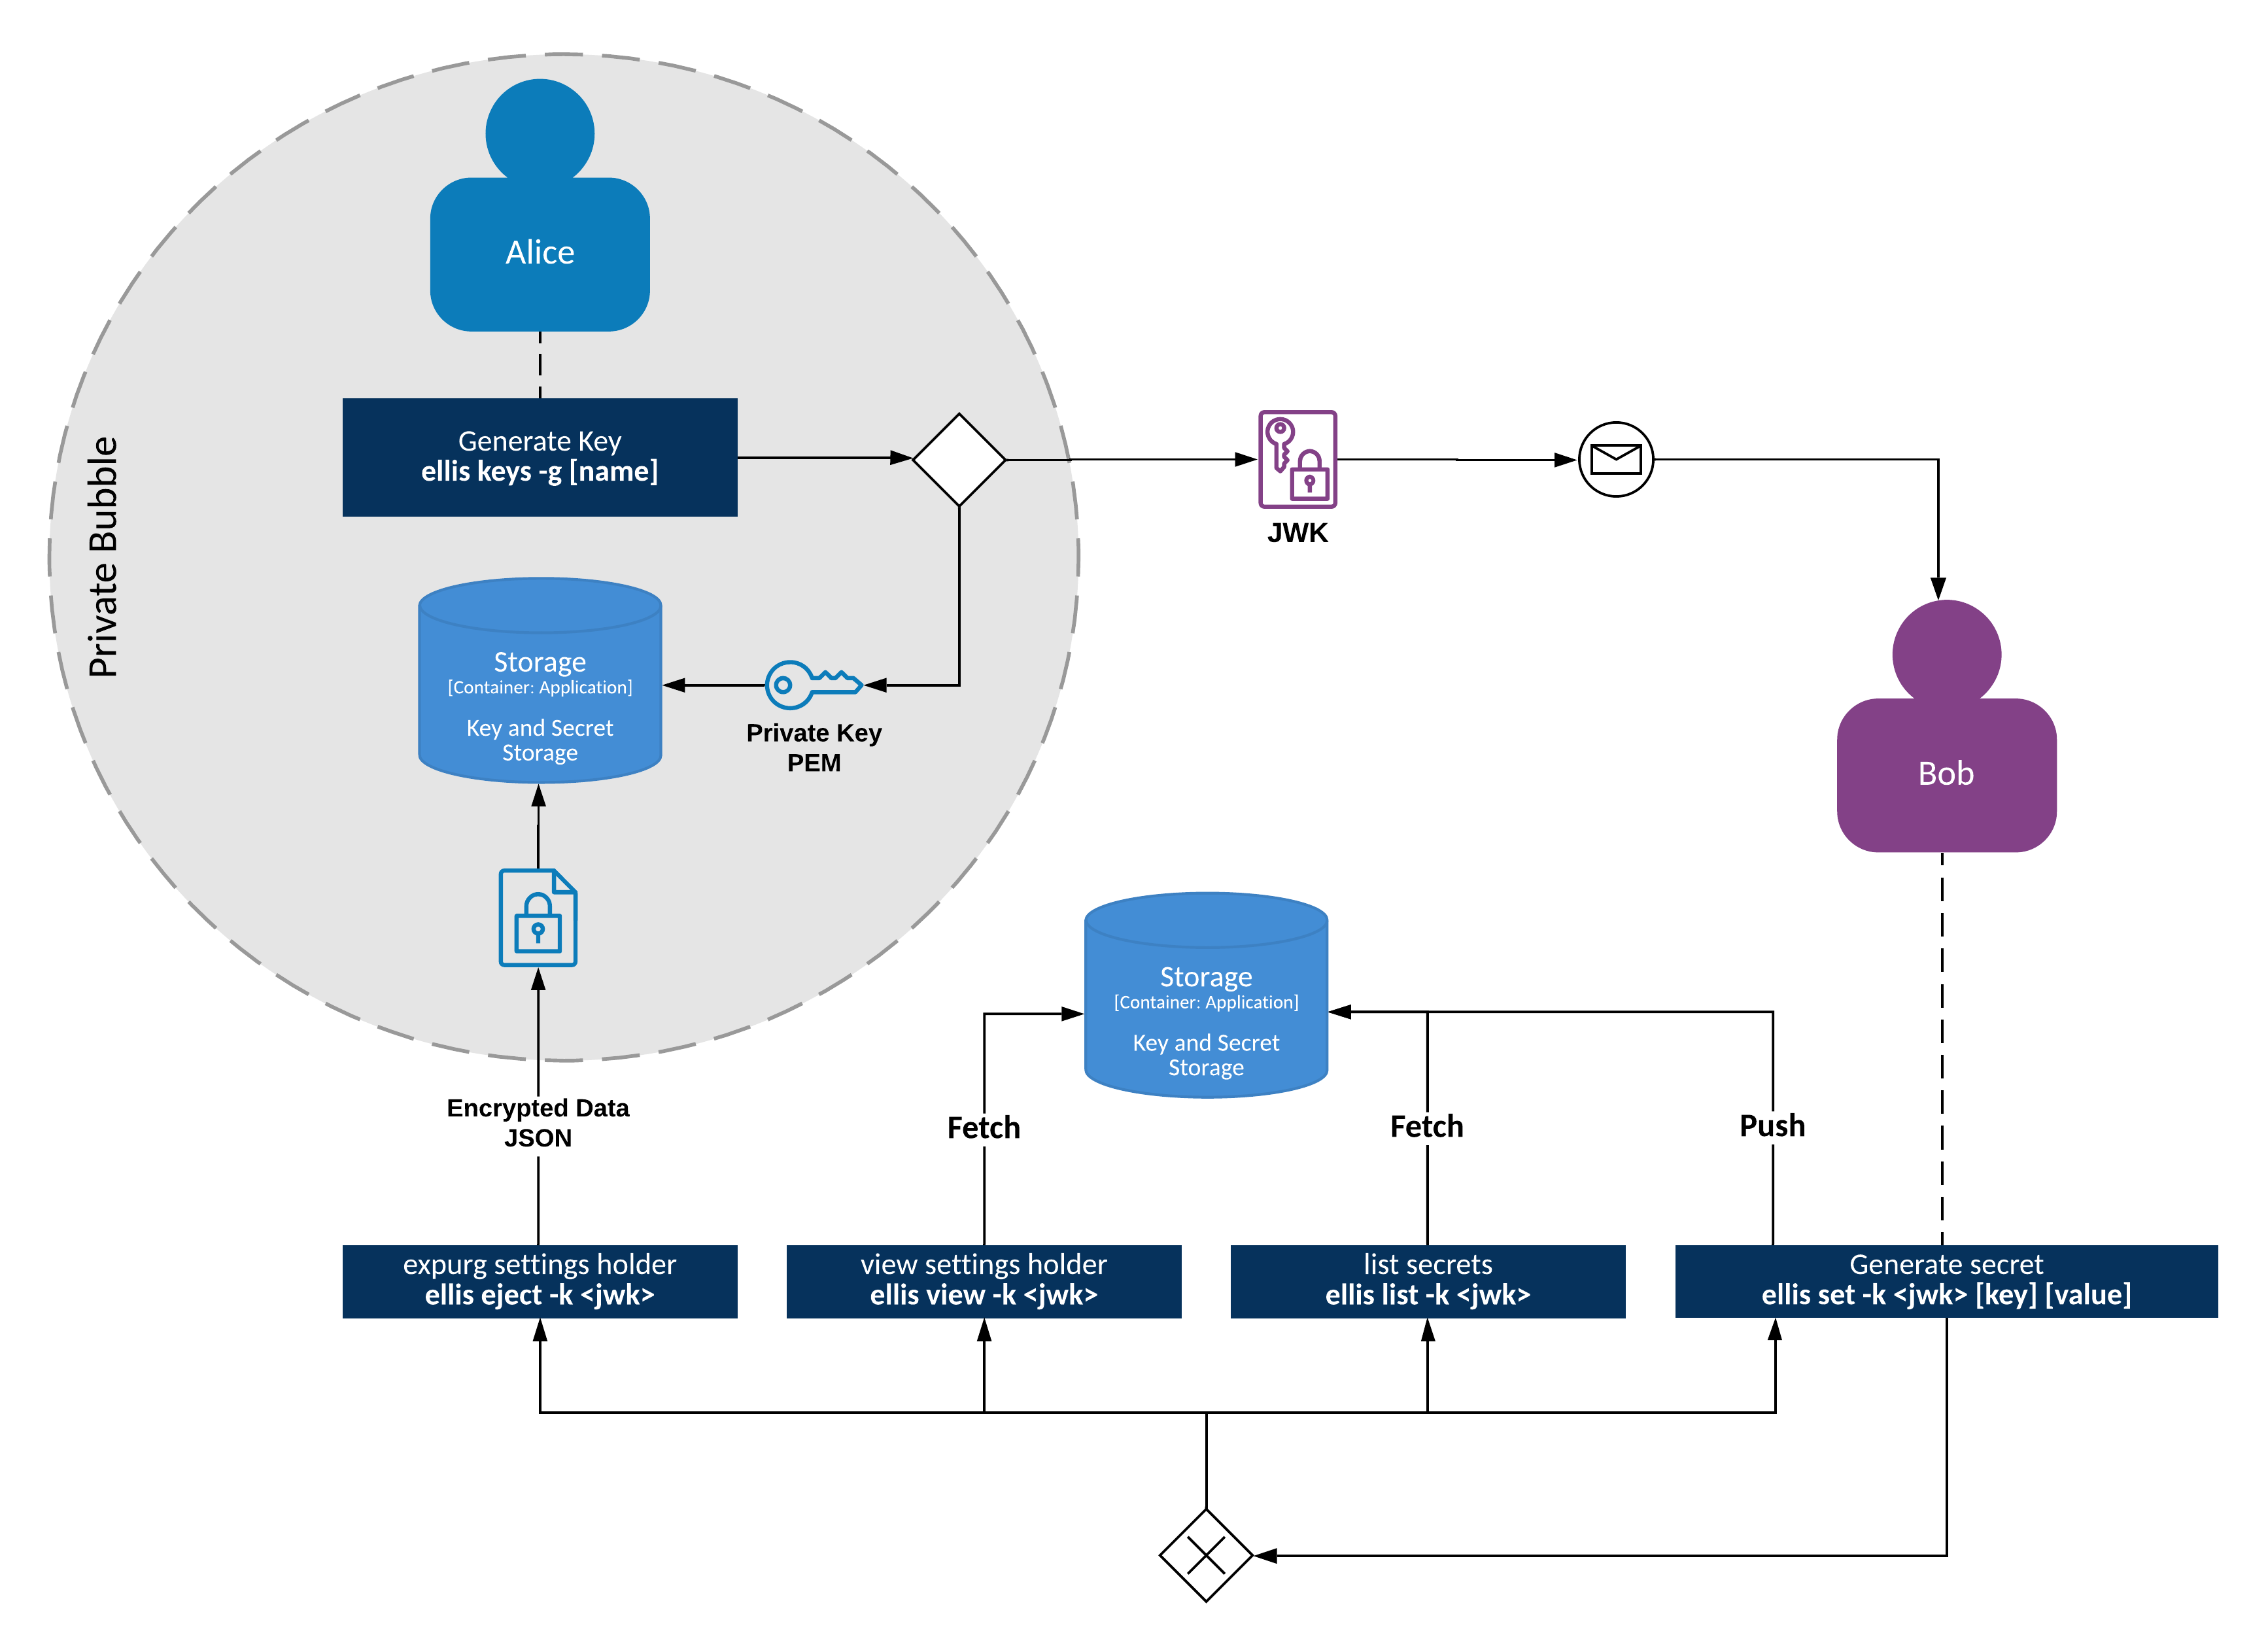 Alice
Generate Key
ellis keys -g [name]
Private Bubble
JWK
Storage
[Container: Application]
Key and Secret
Storage
Private Key
PEM
Bob
Storage
[Container: Application]
Key and Secret
Storage
Encrypted Data
JSON
Fetch
Fetch
Push
expurg settings holder
ellis eject -k <jwk>
view settings holder
ellis view -k <jwk>
list secrets
ellis list -k <jwk>
Generate secret
ellis set -k <jwk> [key] [value]